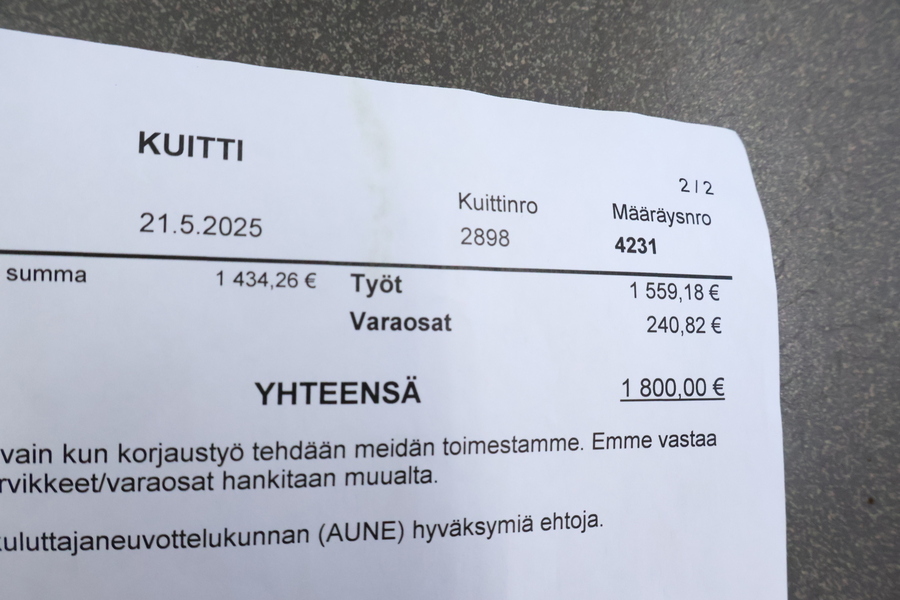 KUITTI
2 / 2
Kuittinro Määräysnro
21.5.2025 2898 4231
summa 1 434,26 € Työt 1 559,18 €
Varaosat 240,82 €
YHTEENSÄ 1 800,00 €
vain kun korjaustyö tehdään meidän toimestamme. Emme vastaa
rvikkeet/varaosat hankitaan muualta.
uluttajaneuvottelukunnan (AUNE) hyväksymiä ehtoja.